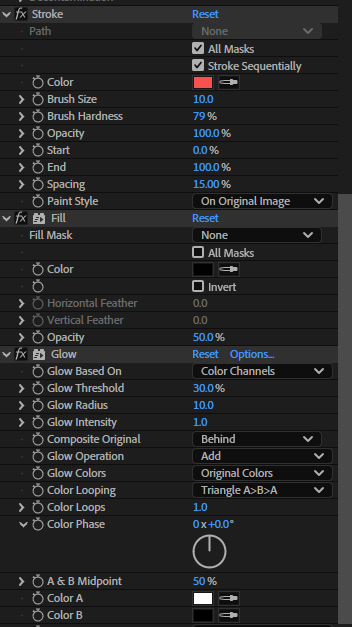 fx Stroke Reset
Path None
All Masks
Stroke Sequentially
Color
Brush Size 10.0
Brush Hardness 79 %
Opacity 100.0 %
Start 0.0 %
End 100.0 %
Spacing 15.00 %
Paint Style On Original Image
fx Fill Reset
Fill Mask None
All Masks
Color
Invert
Horizontal Feather 0.0
Vertical Feather 0.0
Opacity 50.0 %
fx Glow Reset Options...
Glow Based On Color Channels
Glow Threshold 30.0 %
Glow Radius 10.0
Glow Intensity 1.0
Composite Original Behind
Glow Operation Add
Glow Colors Original Colors
Color Looping Triangle A>B>A
Color Loops 1.0
Color Phase 0 x +0.0°
A & B Midpoint 50 %
Color A
Color B